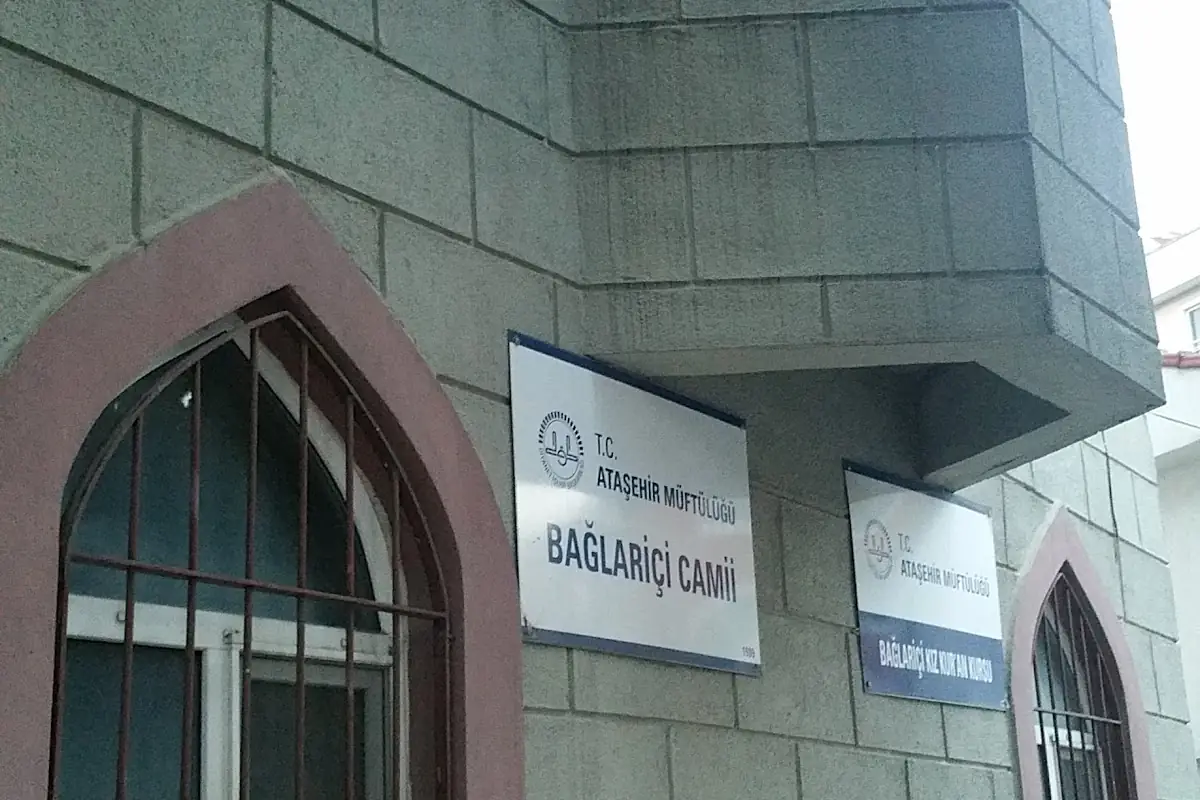 T.C.
ATAŞEHİR MÜFTÜLÜĞÜ
BAĞLARİÇİ CAMİİ
T.C.
ATAŞEHİR MÜFTÜLÜĞÜ
BAĞLARİÇİ KIZ KUR'AN KURSU